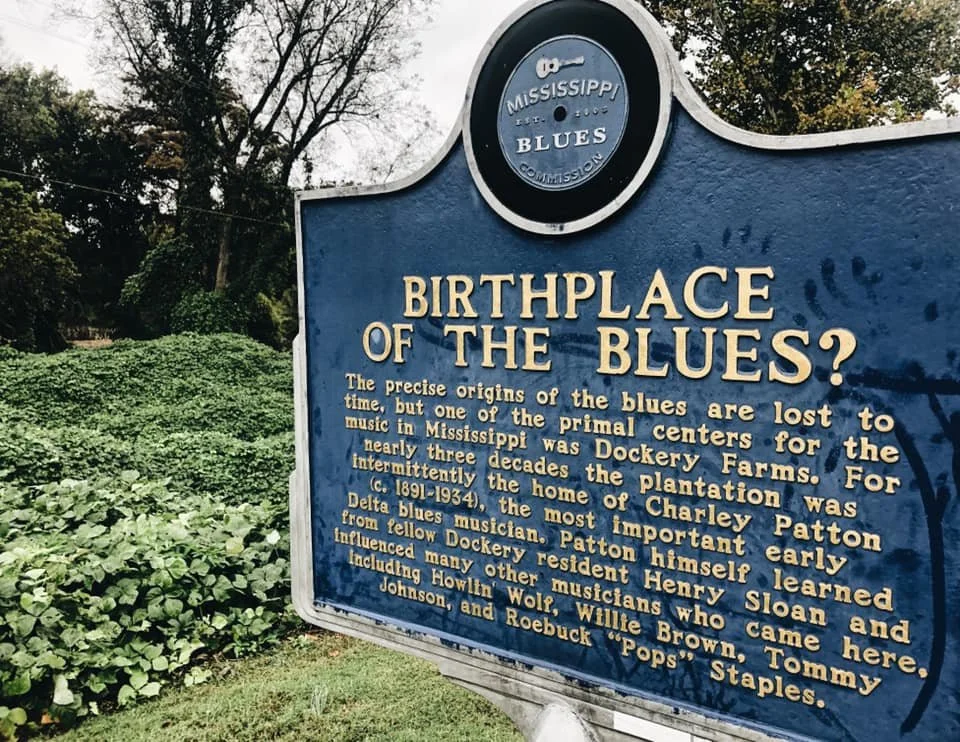 MISSISSIPPI
EST.
BLUES
COMMISSION
BIRTHPLACE
OF THE BLUES?
The precise origins of the blues are lost to
time, but one of the primal centers for the
music in Mississippi was Dockery Farms. For
nearly three decades the plantation was
intermittently the home of Charley Patton
(c. 1891-1934), the most important early
Delta blues musician. Patton himself learned
from fellow Dockery resident Henry Sloan and
influenced many other musicians who came here,
including Howlin' Wolf, Willie Brown, Tommy
Johnson, and Roebuck "Pops" Staples.